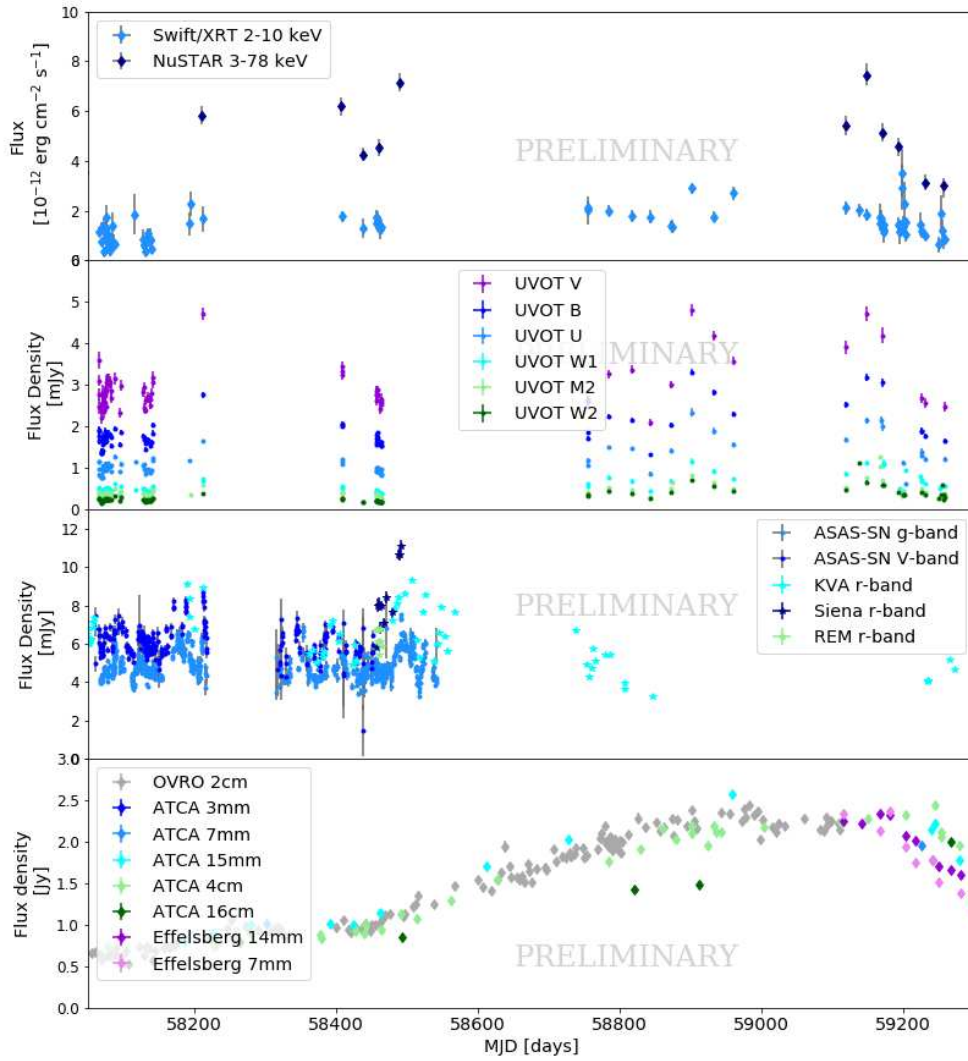 10
8
6
4
2
0
Flux
[10⁻¹² erg cm⁻² s⁻¹]
Swift/XRT 2-10 keV
NuSTAR 3-78 keV
PRELIMINARY
6
5
4
3
2
1
0
Flux Density
[mJy]
UVOT V
UVOT B
UVOT U
UVOT W1
UVOT M2
UVOT W2
MINARY
12
10
8
6
4
2
0
Flux Density
[mJy]
ASAS-SN g-band
ASAS-SN V-band
KVA r-band
Siena r-band
REM r-band
PRELIMINARY
3.0
2.5
2.0
1.5
1.0
0.5
0.0
Flux density
[Jy]
OVRO 2cm
ATCA 3mm
ATCA 7mm
ATCA 15mm
ATCA 4cm
ATCA 16cm
Effelsberg 14mm
Effelsberg 7mm
PRELIMINARY
58200 58400 58600 58800 59000 59200
MJD [days]